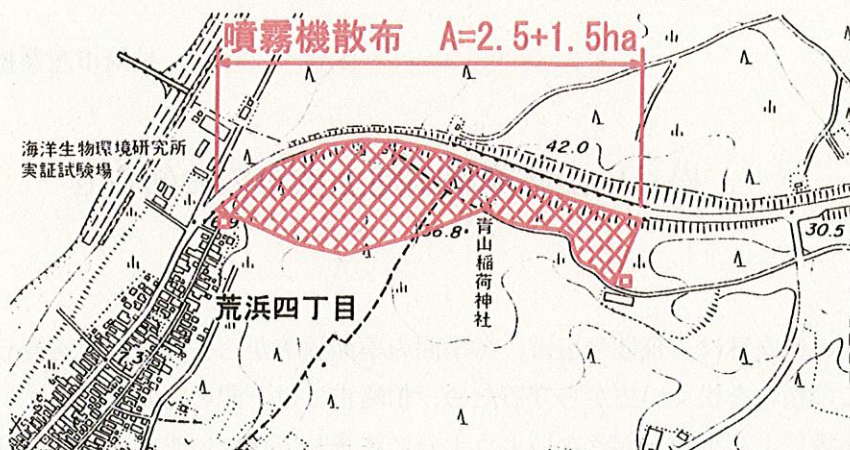 噴霧機散布 A=2.5+1.5ha
海洋生物環境研究所
実証試験場
42.0
6.9
36.8
青山稲荷神社
30.5
荒浜四丁目